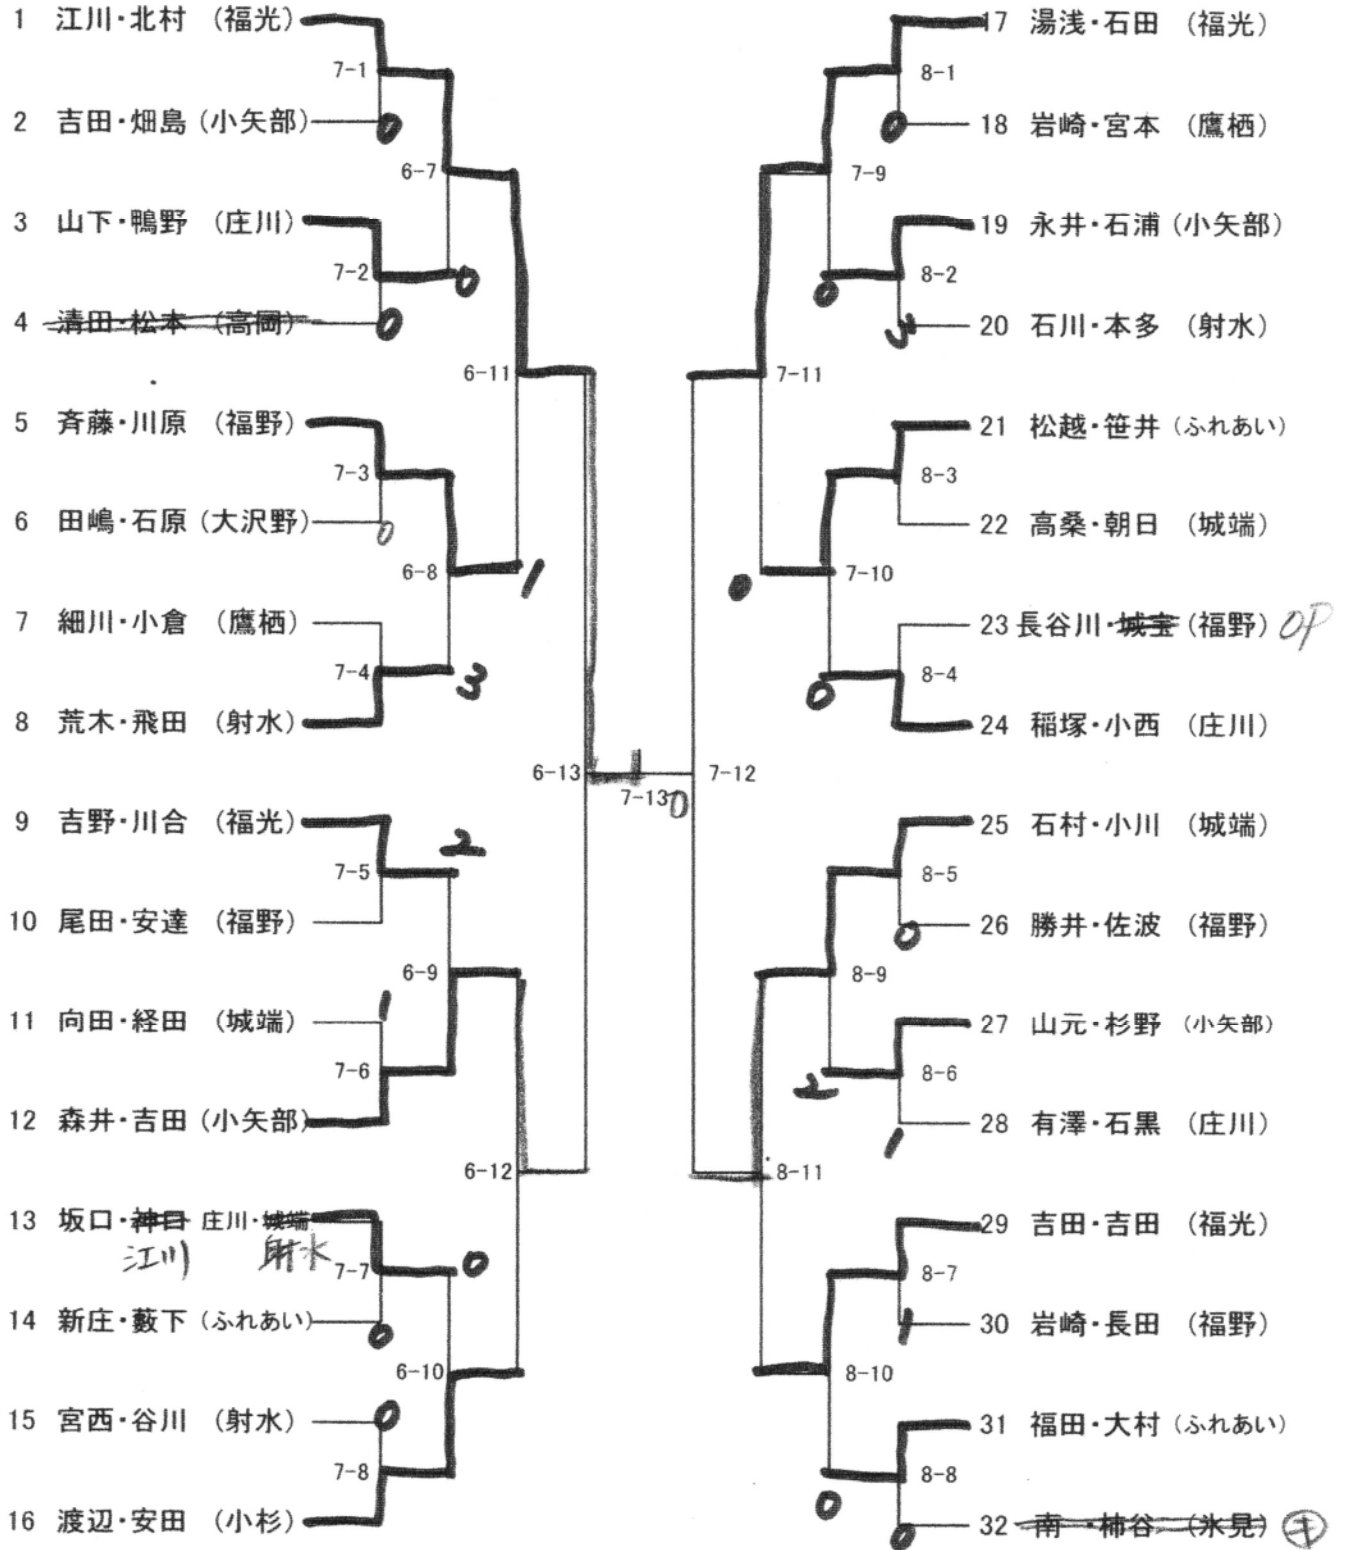 1 江川・北村 (福光)
7-1
0
2 吉田・畑島 (小矢部)
6-7
3 山下・鴨野 (庄川)
7-2
0
4 清田・松本 (高岡)
0
6-11
5 斉藤・川原 (福野)
7-3
6 田嶋・石原 (大沢野)
0
6-8
1
7 細川・小倉 (鷹栖)
7-4
3
8 荒木・飛田 (射水)
6-13
9 吉野・川合 (福光)
2
7-5
10 尾田・安達 (福野)
6-9
11 向田・経田 (城端)
1
7-6
12 森井・吉田 (小矢部)
6-12
13 坂口・神口 庄川・城端
江川 射水
7-7
0
14 新庄・藪下 (ふれあい)
0
6-10
15 宮西・谷川 (射水)
0
7-8
16 渡辺・安田 (小杉)
7-13
0
17 湯浅・石田 (福光)
8-1
0
18 岩崎・宮本 (鷹栖)
7-9
19 永井・石浦 (小矢部)
8-2
0
20 石川・本多 (射水)
3
7-11
21 松越・笹井 (ふれあい)
8-3
22 高桑・朝日 (城端)
7-10
0
23 長谷川・城宝 (福野) OP
8-4
0
24 稲塚・小西 (庄川)
7-12
25 石村・小川 (城端)
8-5
26 勝井・佐波 (福野)
0
8-9
27 山元・杉野 (小矢部)
8-6
2
28 有澤・石黒 (庄川)
1
8-11
29 吉田・吉田 (福光)
8-7
30 岩崎・長田 (福野)
1
8-10
31 福田・大村 (ふれあい)
8-8
0
32 南・柿谷 (氷見) キ
0